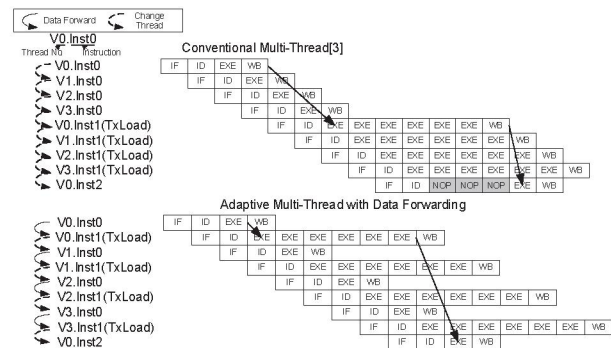 Data Forward
Change Thread
V0.Inst0
Thread No Instruction
Conventional Multi-Thread[3]
V0.Inst0 IF ID EXE WB
V1.Inst0 IF ID EXE WB
V2.Inst0 IF ID EXE WB
V3.Inst0 IF ID EXE WB
V0.Inst1(TxLoad) IF ID EXE EXE EXE EXE EXE EXE WB
V1.Inst1(TxLoad) IF ID EXE EXE EXE EXE EXE EXE WB
V2.Inst1(TxLoad) IF ID EXE EXE EXE EXE EXE EXE WB
V3.Inst1(TxLoad) IF ID EXE EXE EXE EXE EXE EXE WB
V0.Inst2 IF ID NOP NOP NOP EXE WB
Adaptive Multi-Thread with Data Forwarding
V0.Inst0 IF ID EXE WB
V0.Inst1(TxLoad) IF ID EXE EXE EXE EXE EXE EXE WB
V1.Inst0 IF ID EXE WB
V1.Inst1(TxLoad) IF ID EXE EXE EXE EXE EXE EXE WB
V2.Inst0 IF ID EXE WB
V2.Inst1(TxLoad) IF ID EXE EXE EXE EXE EXE EXE WB
V3.Inst0 IF ID EXE WB
V3.Inst1(TxLoad) IF ID EXE EXE EXE EXE EXE EXE WB
V0.Inst2 IF ID EXE WB